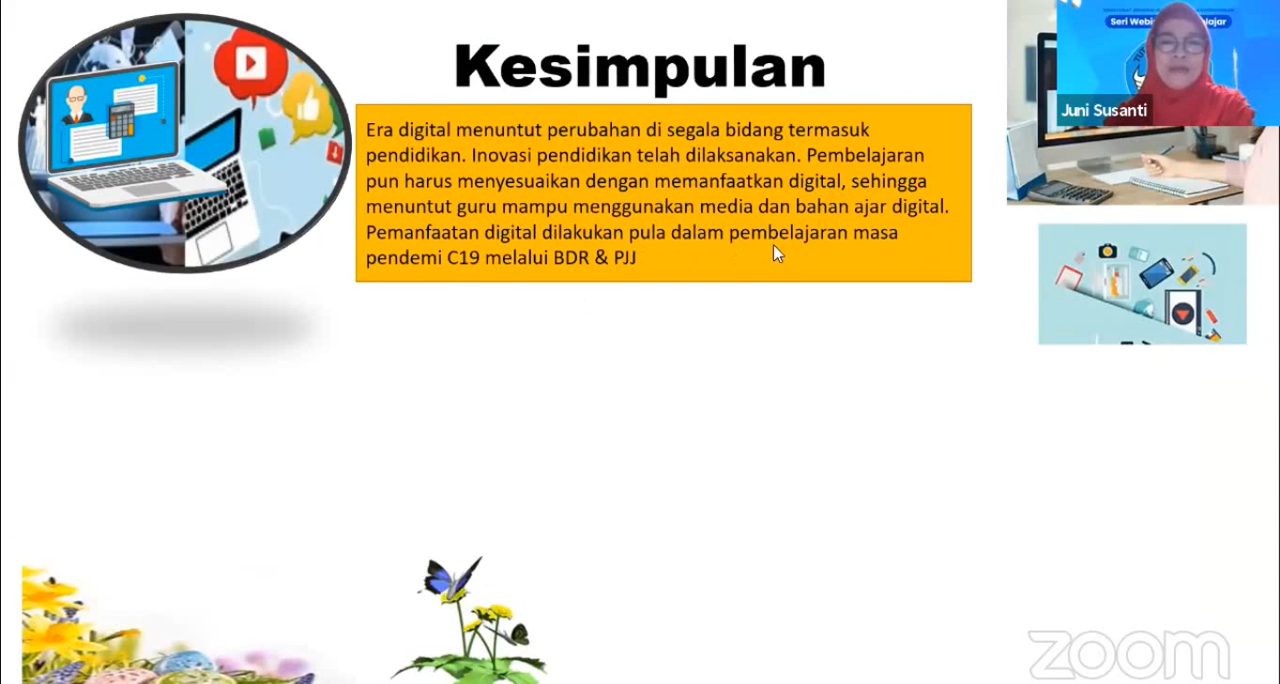 Kesimpulan
Era digital menuntut perubahan di segala bidang termasuk
pendidikan. Inovasi pendidikan telah dilaksanakan. Pembelajaran
pun harus menyesuaikan dengan memanfaatkan digital, sehingga
menuntut guru mampu menggunakan media dan bahan ajar digital.
Pemanfaatan digital dilakukan pula dalam pembelajaran masa
pendemi C19 melalui BDR & PJJ
Seri
Juni Susanti
zoom